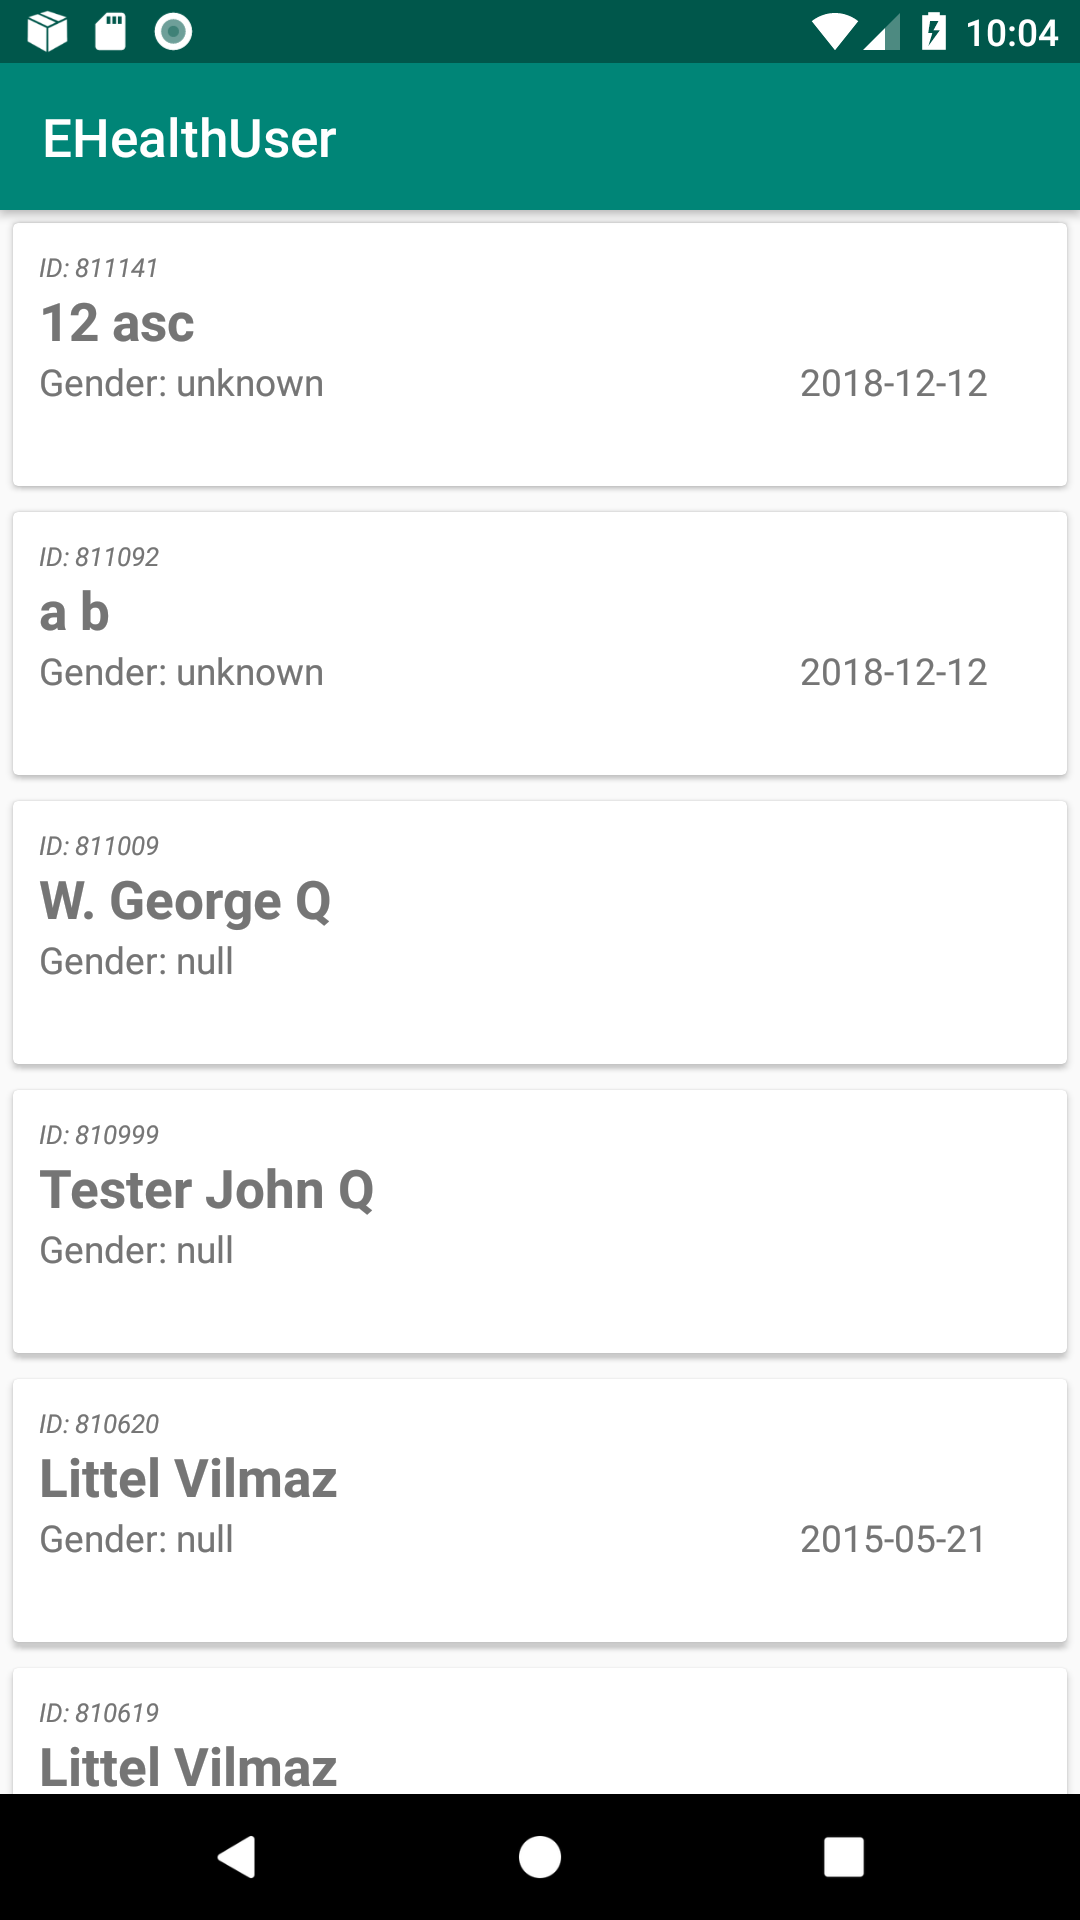 10:04
EHealthUser
ID: 811141
12 asc
Gender: unknown 2018-12-12
ID: 811092
a b
Gender: unknown 2018-12-12
ID: 811009
W. George Q
Gender: null
ID: 810999
Tester John Q
Gender: null
ID: 810620
Littel Vilmaz
Gender: null 2015-05-21
ID: 810619
Littel Vilmaz